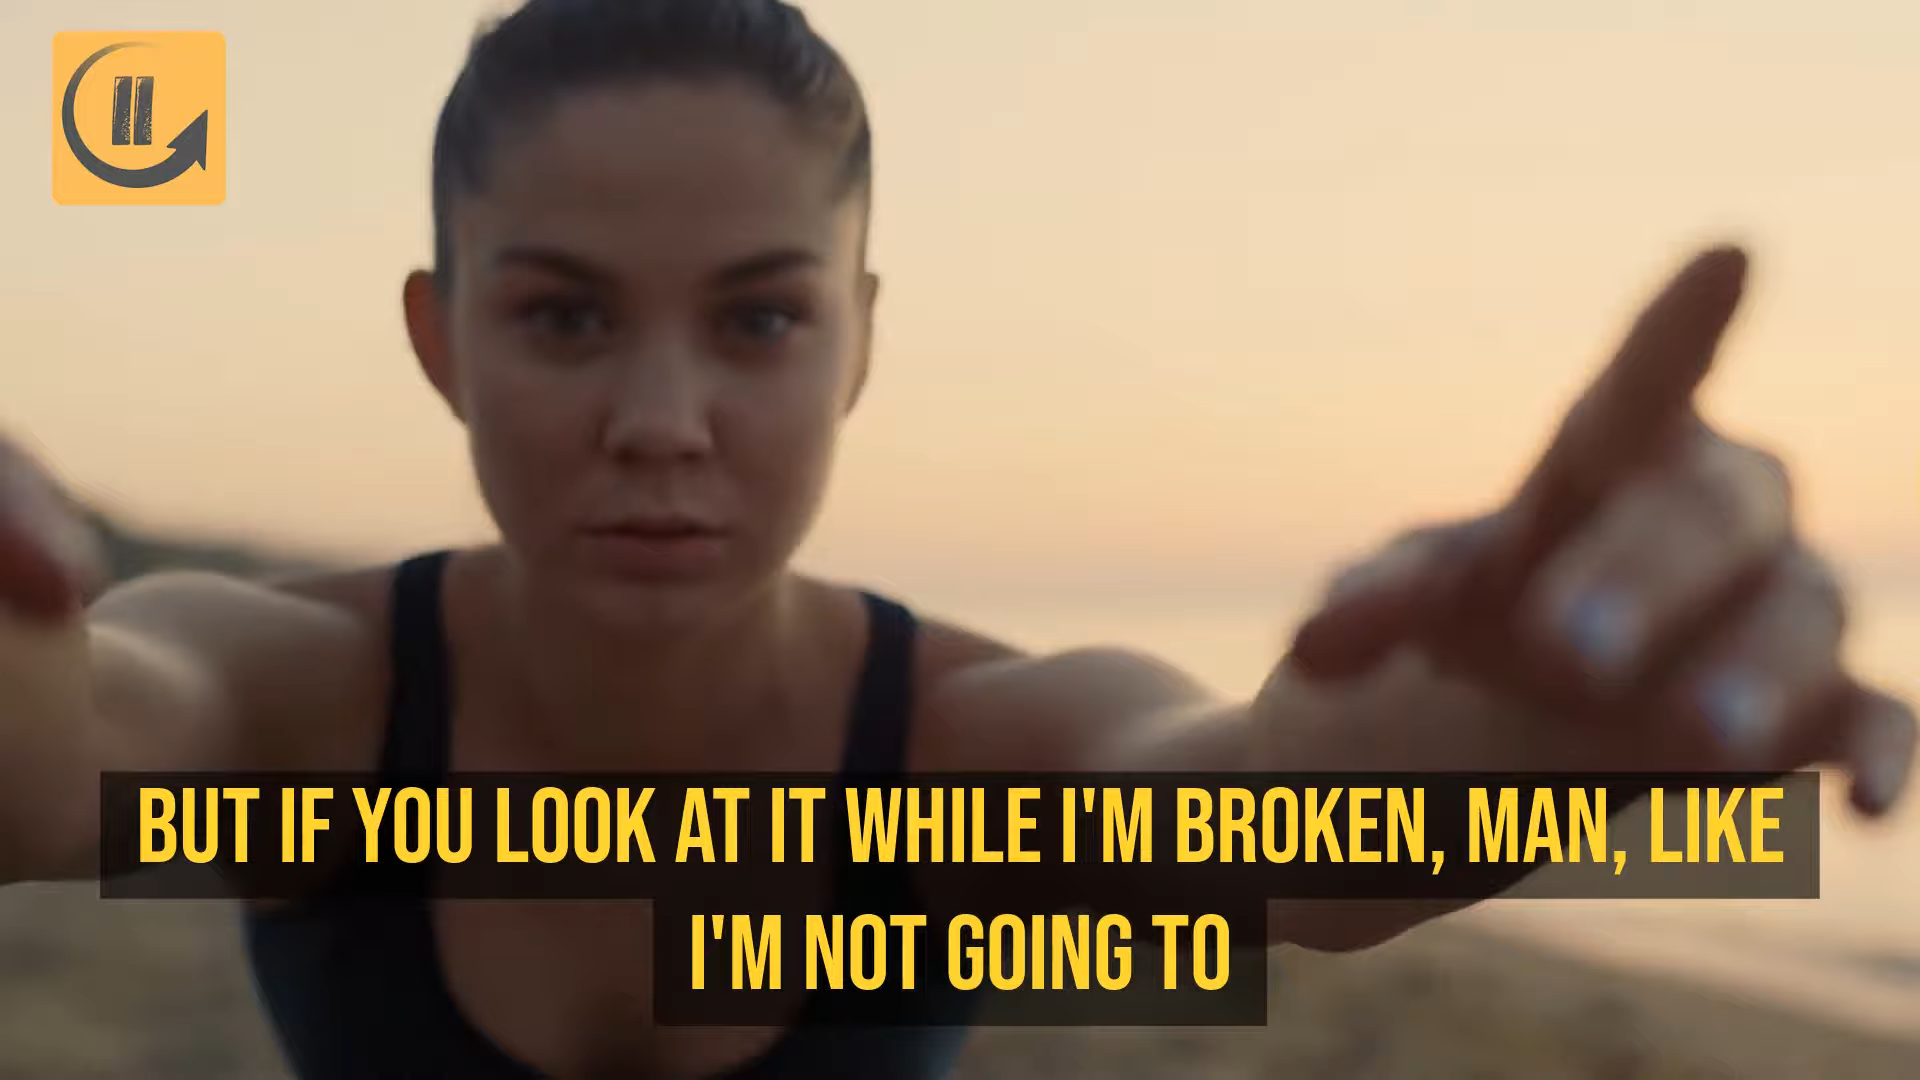 BUT IF YOU LOOK AT IT WHILE I'M BROKEN, MAN, LIKE
I'M NOT GOING TO